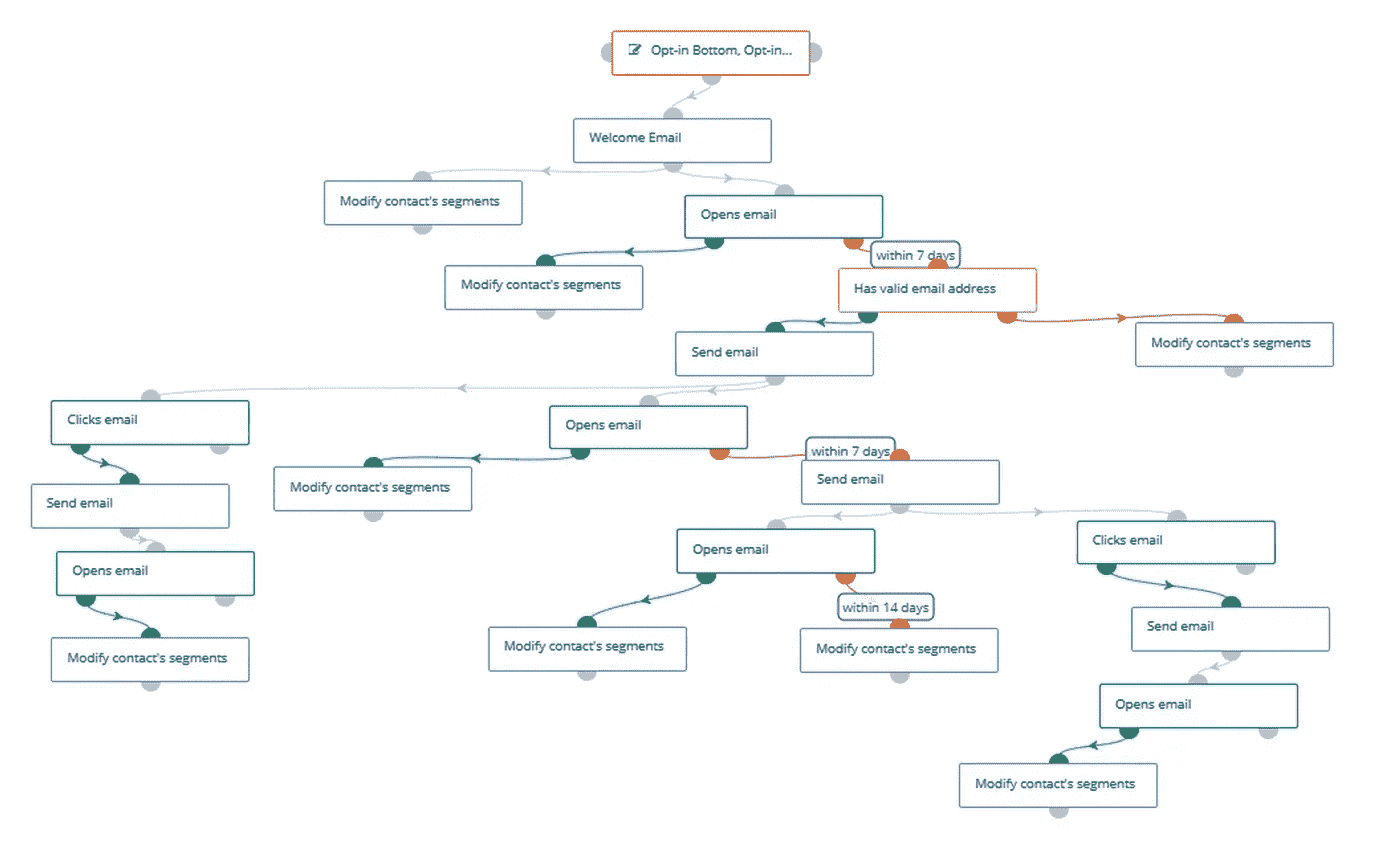 Opt-in Bottom, Opt-in...
Welcome Email
Modify contact's segments
Opens email
within 7 days
Modify contact's segments
Has valid email address
Send email
Modify contact's segments
Clicks email
Opens email
within 7 days
Modify contact's segments
Send email
Send email
Opens email
Clicks email
Opens email
within 14 days
Modify contact's segments
Modify contact's segments
Modify contact's segments
Send email
Opens email
Modify contact's segments